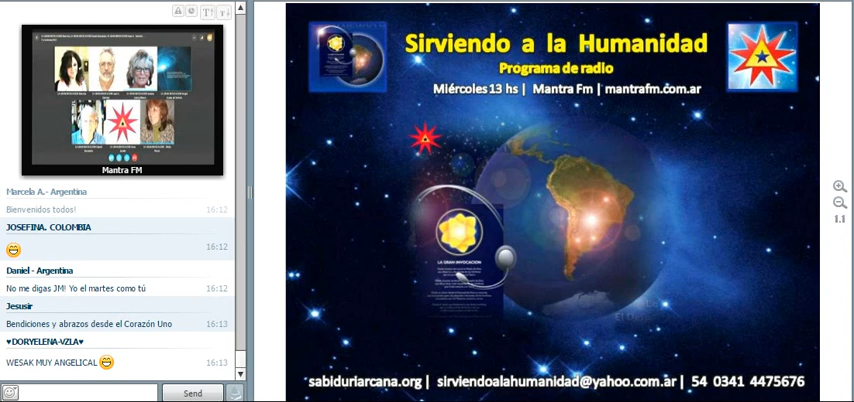 Mantra FM
Marcela A.- Argentina
Bienvenidos todos!
16:12
JOSEFINA. COLOMBIA
16:12
Daniel - Argentina
No me digas JM! Yo el martes como tú
16:12
Jesusir
Bendiciones y abrazos desde el Corazón Uno
16:13
♥DORYELENA-VZLA♥
WESAK MUY ANGELICAL
16:13
Send
Sirviendo a la Humanidad
Programa de radio
Miércoles 13 hs | Mantra Fm | mantrafm.com.ar
LA GRAN INVOCACION
sabiduriarcana.org | sirviendoalahumanidad@yahoo.com.ar | 54 0341 4475676
1.1